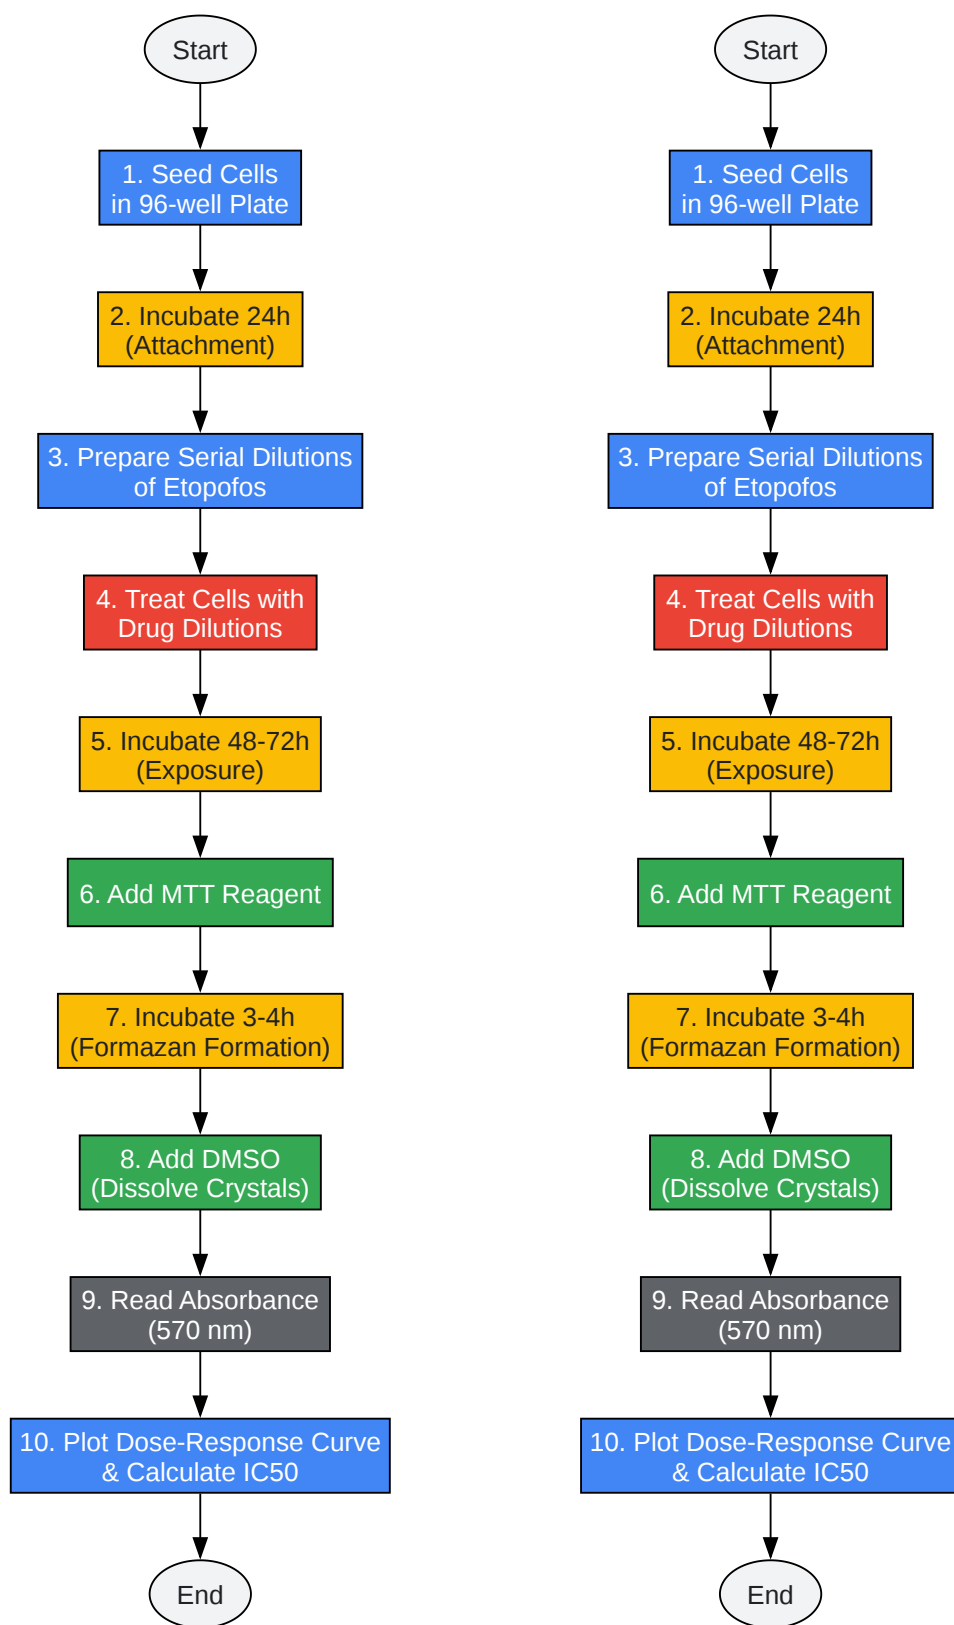 Start
1. Seed Cells
in 96-well Plate
2. Incubate 24h
(Attachment)
3. Prepare Serial Dilutions
of Etopofos
4. Treat Cells with
Drug Dilutions
5. Incubate 48-72h
(Exposure)
6. Add MTT Reagent
7. Incubate 3-4h
(Formazan Formation)
8. Add DMSO
(Dissolve Crystals)
9. Read Absorbance
(570 nm)
10. Plot Dose-Response Curve
& Calculate IC50
End
Start
1. Seed Cells
in 96-well Plate
2. Incubate 24h
(Attachment)
3. Prepare Serial Dilutions
of Etopofos
4. Treat Cells with
Drug Dilutions
5. Incubate 48-72h
(Exposure)
6. Add MTT Reagent
7. Incubate 3-4h
(Formazan Formation)
8. Add DMSO
(Dissolve Crystals)
9. Read Absorbance
(570 nm)
10. Plot Dose-Response Curve
& Calculate IC50
End